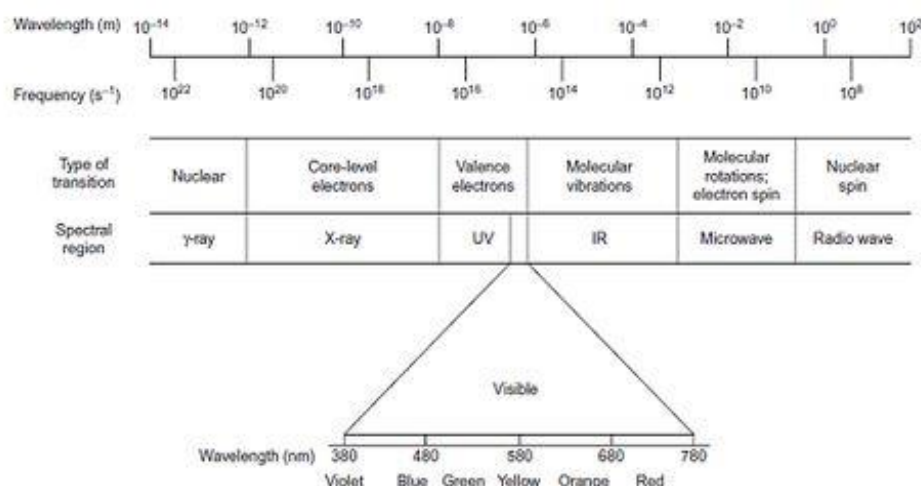 Wavelength (m) 10⁻¹⁴ 10⁻¹² 10⁻¹⁰ 10⁻⁸ 10⁻⁶ 10⁻⁴ 10⁻² 10⁰ 10²
Frequency (s⁻¹) 10²² 10²⁰ 10¹⁸ 10¹⁶ 10¹⁴ 10¹² 10¹⁰ 10⁸
Type of
transition
Nuclear
Core-level
electrons
Valence
electrons
Molecular
vibrations
Molecular
rotations;
electron spin
Nuclear
spin
Spectral
region
γ-ray X-ray UV IR Microwave Radio wave
Visible
Wavelength (nm) 380 480 580 680 780
Violet Blue Green Yellow Orange Red